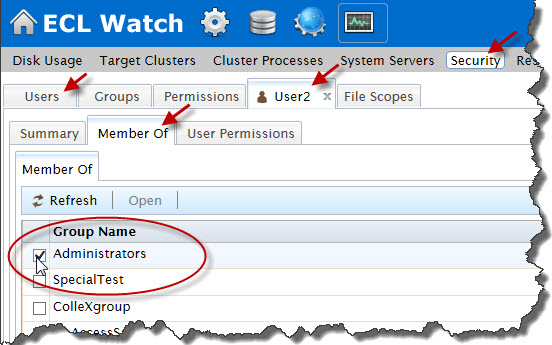 ECL Watch
Disk Usage Target Clusters Cluster Processes System Servers Security
Users Groups Permissions User2 x File Scopes
Summary Member Of User Permissions
Member Of
Refresh Open
Group Name
Administrators
SpecialTest
ColleXgroup